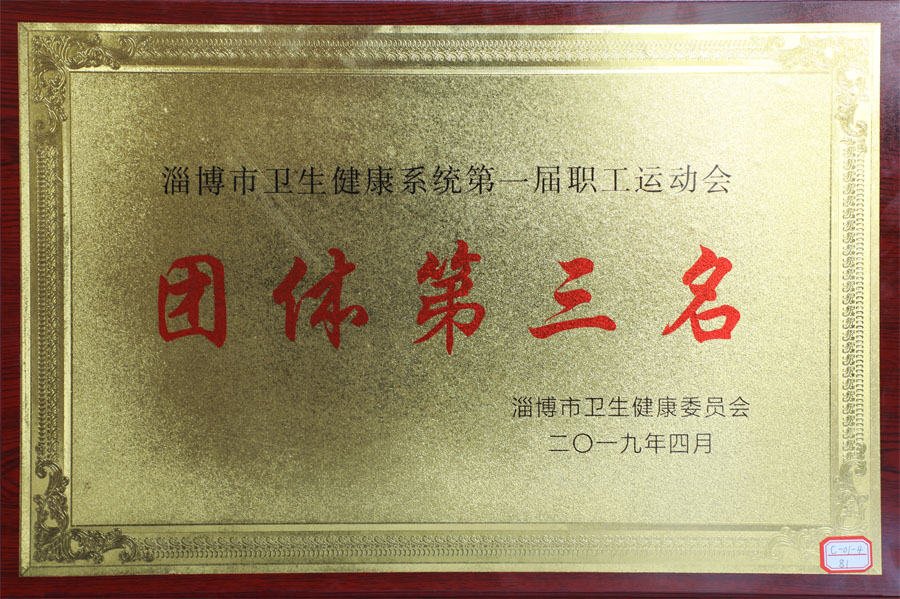 淄博市卫生健康系统第一届职工运动会
团体第三名
淄博市卫生健康委员会
二〇一九年四月
C-01-4
81